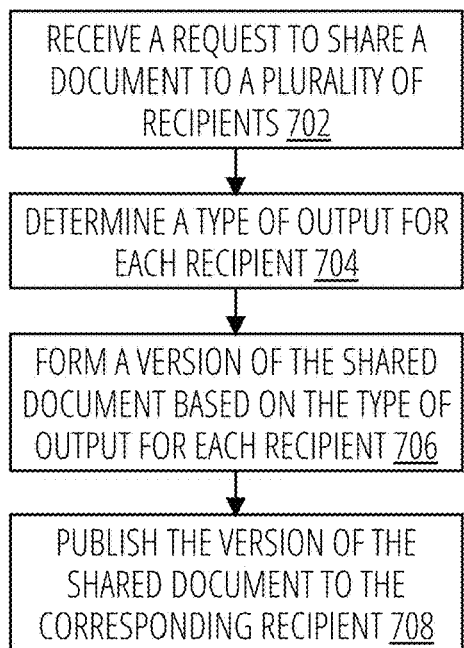 RECEIVE A REQUEST TO SHARE A
DOCUMENT TO A PLURALITY OF
RECIPIENTS 702
DETERMINE A TYPE OF OUTPUT FOR
EACH RECIPIENT 704
FORM A VERSION OF THE SHARED
DOCUMENT BASED ON THE TYPE OF
OUTPUT FOR EACH RECIPIENT 706
PUBLISH THE VERSION OF THE
SHARED DOCUMENT TO THE
CORRESPONDING RECIPIENT 708